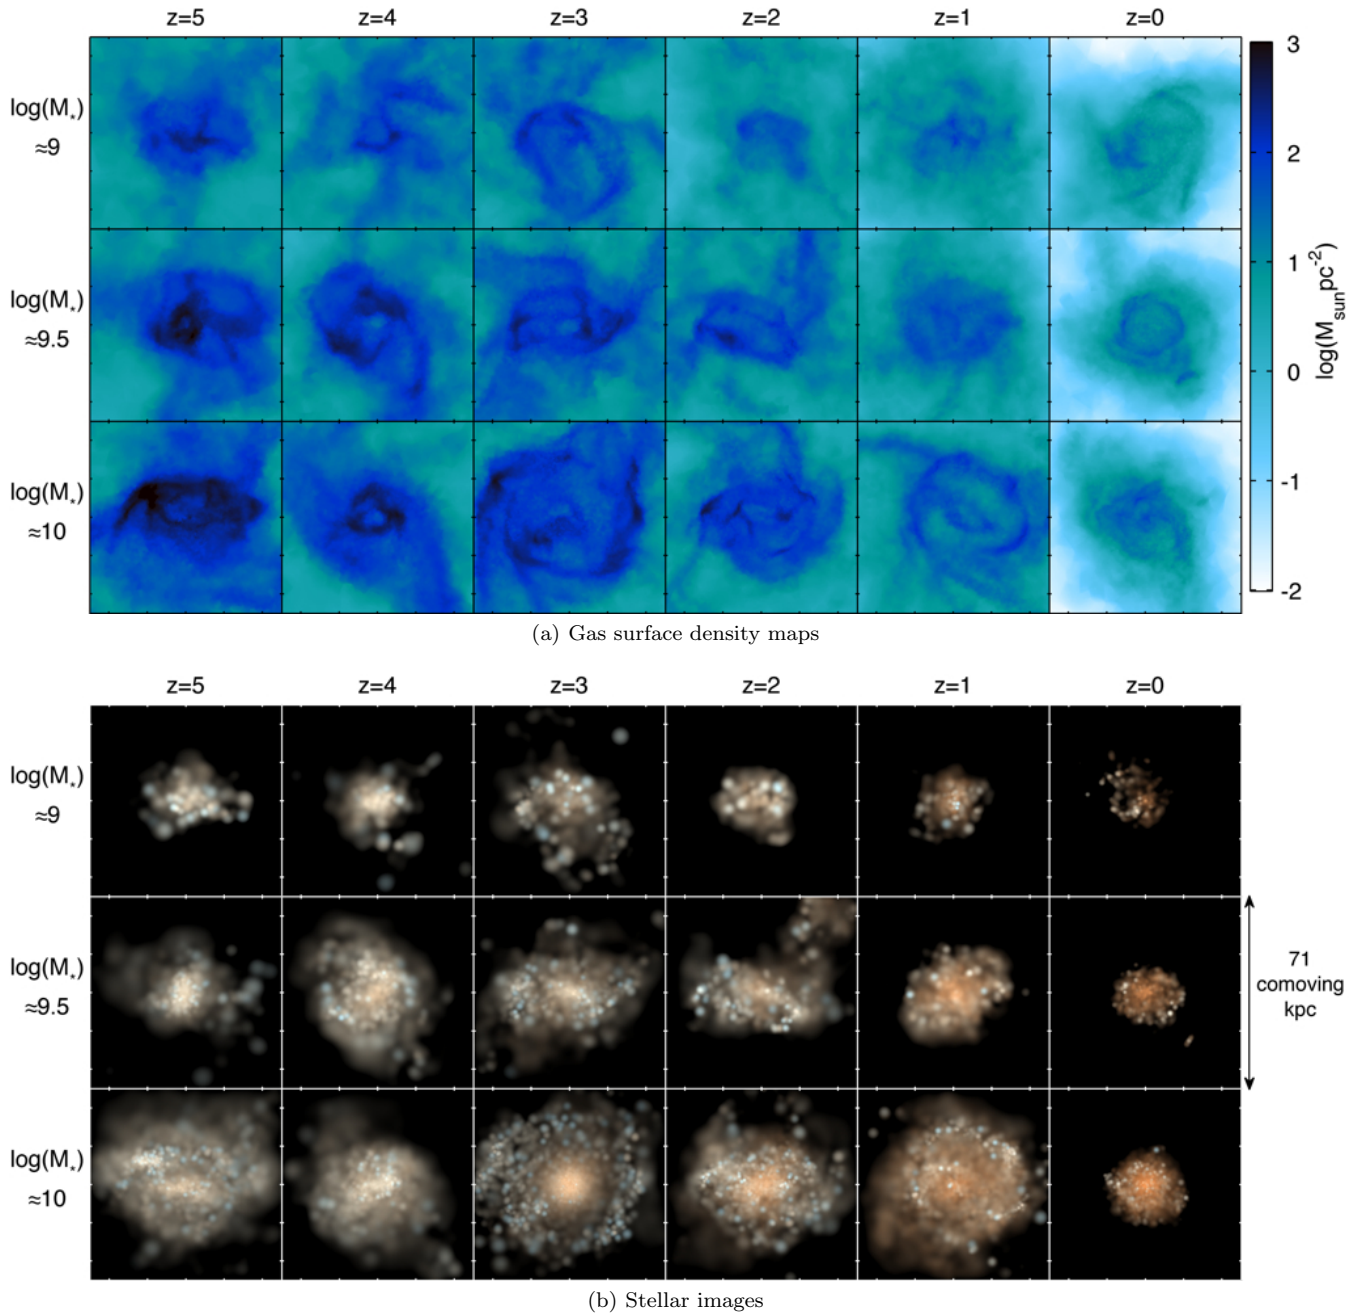 z=5 z=4 z=3 z=2 z=1 z=0
log(M⁎)
≈9
log(M⁎)
≈9.5
log(M⁎)
≈10
3
2
1
0
-1
-2
log(M_sun pc⁻²)
(a) Gas surface density maps
z=5 z=4 z=3 z=2 z=1 z=0
log(M⁎)
≈9
log(M⁎)
≈9.5
log(M⁎)
≈10
71
comoving
kpc
(b) Stellar images